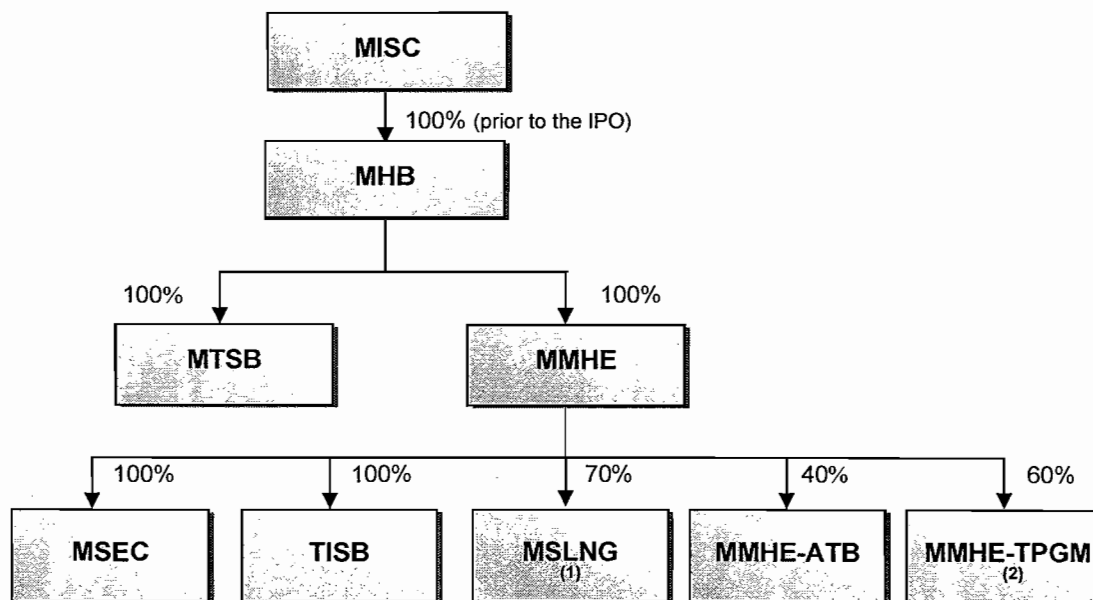 MISC
100% (prior to the IPO)
MHB
100%
100%
MTSB
MMHE
100%
100%
70%
40%
60%
MSEC
TISB
MSLNG
(1)
MMHE-ATB
MMHE-TPGM
(2)